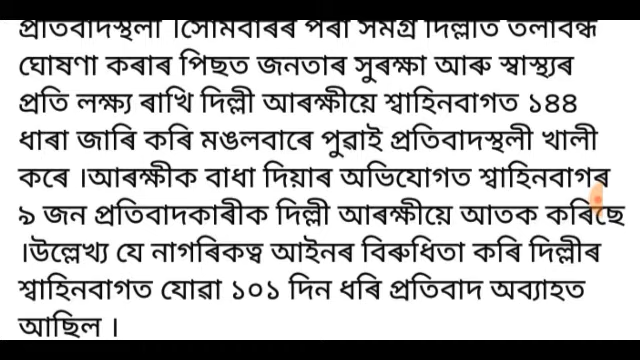 প্ৰতিবাদস্থলী ।সোমবাৰৰ পৰা সমগ্ৰ দিল্লীত তলাবন্ধ
ঘোষণা কৰাৰ পিছত জনতাৰ সুৰক্ষা আৰু স্বাস্থ্যৰ
প্ৰতি লক্ষ্য ৰাখি দিল্লী আৰক্ষীয়ে শ্বাহিনবাগত ১৪৪
ধাৰা জাৰি কৰি মঙলবাৰে পুৱাই প্ৰতিবাদস্থলী খালী
কৰে ।আৰক্ষীক বাধা দিয়াৰ অভিযোগত শ্বাহিনবাগৰ
৯ জন প্ৰতিবাদকাৰীক দিল্লী আৰক্ষীয়ে আতক কৰিছে
।উল্লেখ্য যে নাগৰিকত্ব আইনৰ বিৰুধিতা কৰি দিল্লীৰ
শ্বাহিনবাগত যোৱা ১০১ দিন ধৰি প্ৰতিবাদ অব্যাহত
আছিল ।